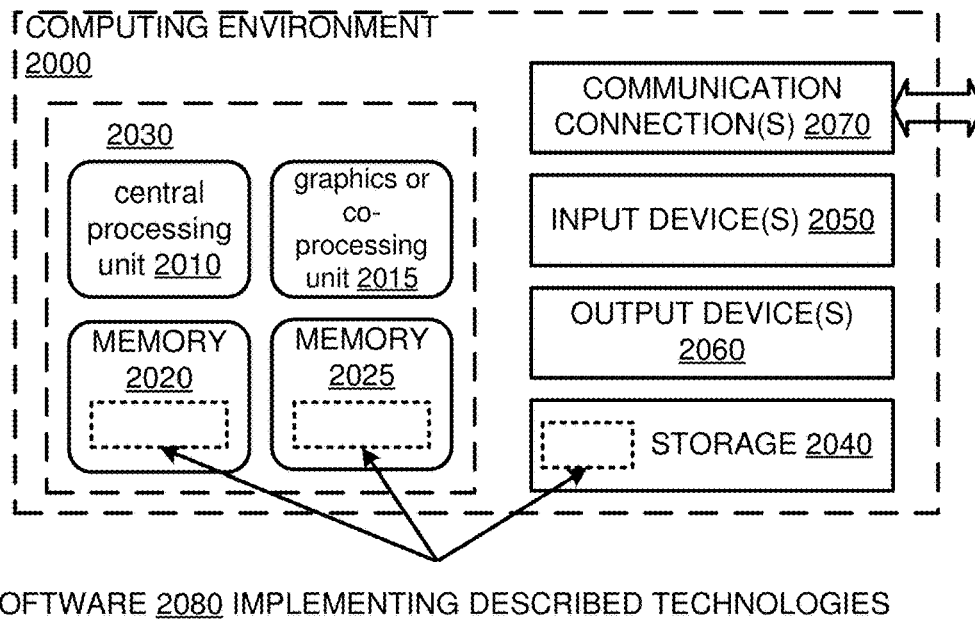 COMPUTING ENVIRONMENT
2000
2030
central
processing
unit 2010
graphics or
co-
processing
unit 2015
MEMORY
2020
MEMORY
2025
COMMUNICATION
CONNECTION(S) 2070
INPUT DEVICE(S) 2050
OUTPUT DEVICE(S)
2060
STORAGE 2040
OFTWARE 2080 IMPLEMENTING DESCRIBED TECHNOLOGIES